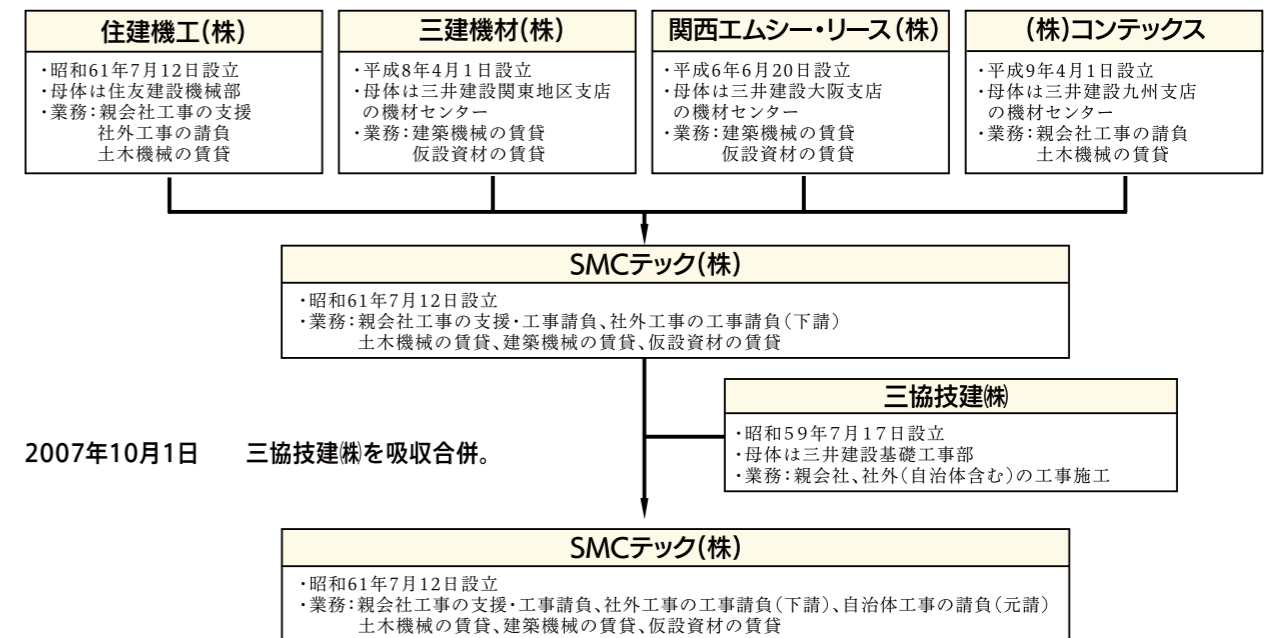 住建機工(株)
・昭和61年7月12日設立
・母体は住友建設機械部
・業務：親会社工事の支援
社外工事の請負
土木機械の賃貸
三建機材(株)
・平成8年4月1日設立
・母体は三井建設関東地区支店
の機材センター
・業務：建築機械の賃貸
仮設資材の賃貸
関西エムシー・リース(株)
・平成6年6月20日設立
・母体は三井建設大阪支店
の機材センター
・業務：建築機械の賃貸
仮設資材の賃貸
(株)コンテックス
・平成9年4月1日設立
・母体は三井建設九州支店
の機材センター
・業務：親会社工事の請負
土木機械の賃貸
SMCテック(株)
・昭和61年7月12日設立
・業務：親会社工事の支援・工事請負、社外工事の工事請負(下請)
土木機械の賃貸、建築機械の賃貸、仮設資材の賃貸
三協技建㈱
・昭和59年7月17日設立
・母体は三井建設基礎工事部
・業務：親会社、社外(自治体含む)の工事施工
2007年10月1日　三協技建㈱を吸収合併。
SMCテック(株)
・昭和61年7月12日設立
・業務：親会社工事の支援・工事請負、社外工事の工事請負(下請)、自治体工事の請負(元請)
土木機械の賃貸、建築機械の賃貸、仮設資材の賃貸